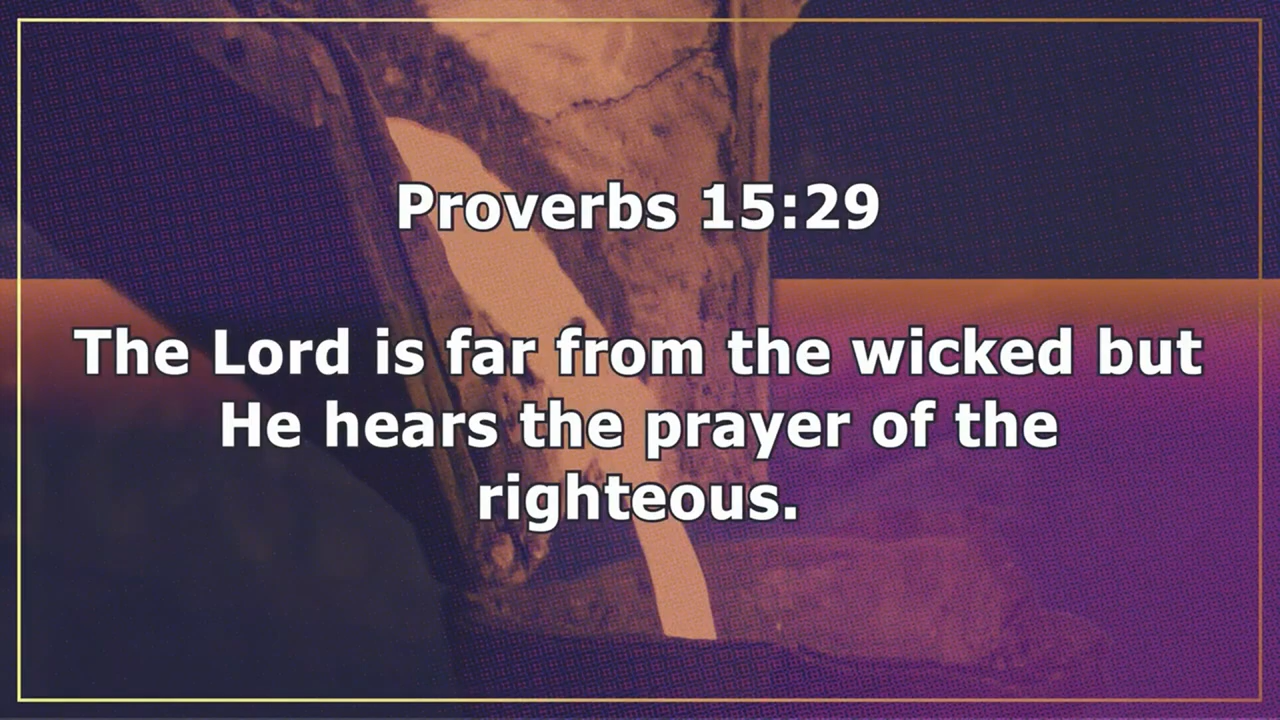 Proverbs 15:29
The Lord is far from the wicked but
He hears the prayer of the
righteous.